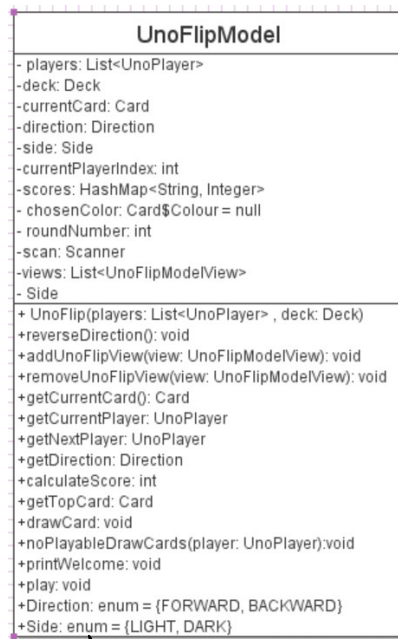 UnoFlipModel
- players: List<UnoPlayer>
-deck: Deck
-currentCard: Card
-direction: Direction
-side: Side
-currentPlayerIndex: int
-scores: HashMap<String, Integer>
- chosenColor: Card$Colour = null
- roundNumber: int
-scan: Scanner
-views: List<UnoFlipModelView>
- Side
+ UnoFlip(players: List<UnoPlayer> , deck: Deck)
+reverseDirection(): void
+addUnoFlipView(view: UnoFlipModelView): void
+removeUnoFlipView(view: UnoFlipModelView): void
+getCurrentCard(): Card
+getCurrentPlayer: UnoPlayer
+getNextPlayer: UnoPlayer
+getDirection: Direction
+calculateScore: int
+getTopCard: Card
+drawCard: void
+noPlayableDrawCards(player: UnoPlayer):void
+printWelcome: void
+play: void
+Direction: enum = {FORWARD, BACKWARD}
+Side: enum = {LIGHT, DARK}